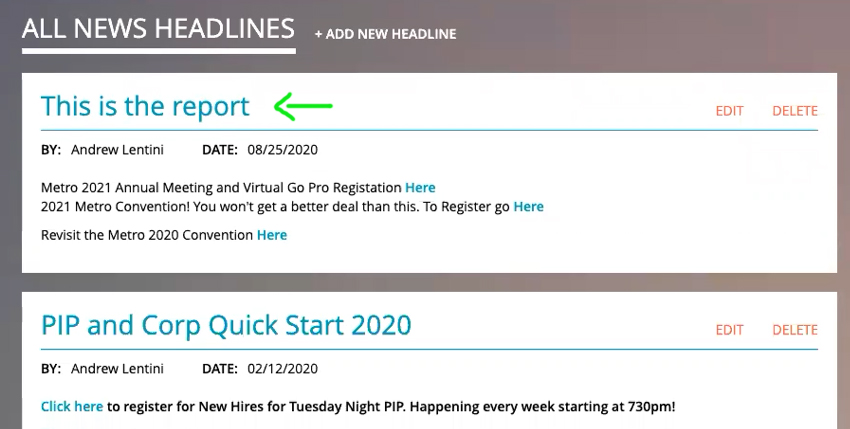 ALL NEWS HEADLINES + ADD NEW HEADLINE
This is the report EDIT DELETE
BY: Andrew Lentini DATE: 08/25/2020
Metro 2021 Annual Meeting and Virtual Go Pro Registation Here
2021 Metro Convention! You won't get a better deal than this. To Register go Here
Revisit the Metro 2020 Convention Here
PIP and Corp Quick Start 2020 EDIT DELETE
BY: Andrew Lentini DATE: 02/12/2020
Click here to register for New Hires for Tuesday Night PIP. Happening every week starting at 730pm!